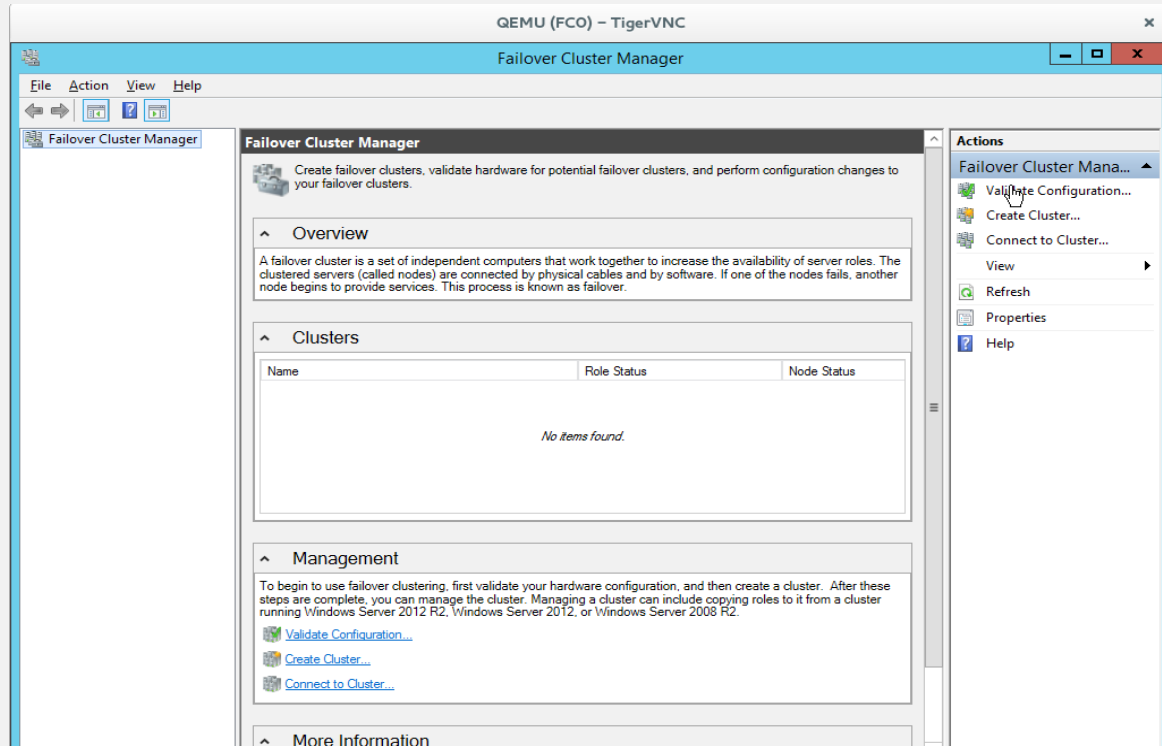 QEMU (FC0) – TigerVNC
Failover Cluster Manager
File Action View Help
Failover Cluster Manager
Failover Cluster Manager
Create failover clusters, validate hardware for potential failover clusters, and perform configuration changes to
your failover clusters.
Overview
A failover cluster is a set of independent computers that work together to increase the availability of server roles. The
clustered servers (called nodes) are connected by physical cables and by software. If one of the nodes fails, another
node begins to provide services. This process is known as failover.
Clusters
Name Role Status Node Status
No items found.
Management
To begin to use failover clustering, first validate your hardware configuration, and then create a cluster. After these
steps are complete, you can manage the cluster. Managing a cluster can include copying roles to it from a cluster
running Windows Server 2012 R2, Windows Server 2012, or Windows Server 2008 R2.
Validate Configuration...
Create Cluster...
Connect to Cluster...
More Information
Actions
Failover Cluster Mana...
Validate Configuration...
Create Cluster...
Connect to Cluster...
View
Refresh
Properties
Help